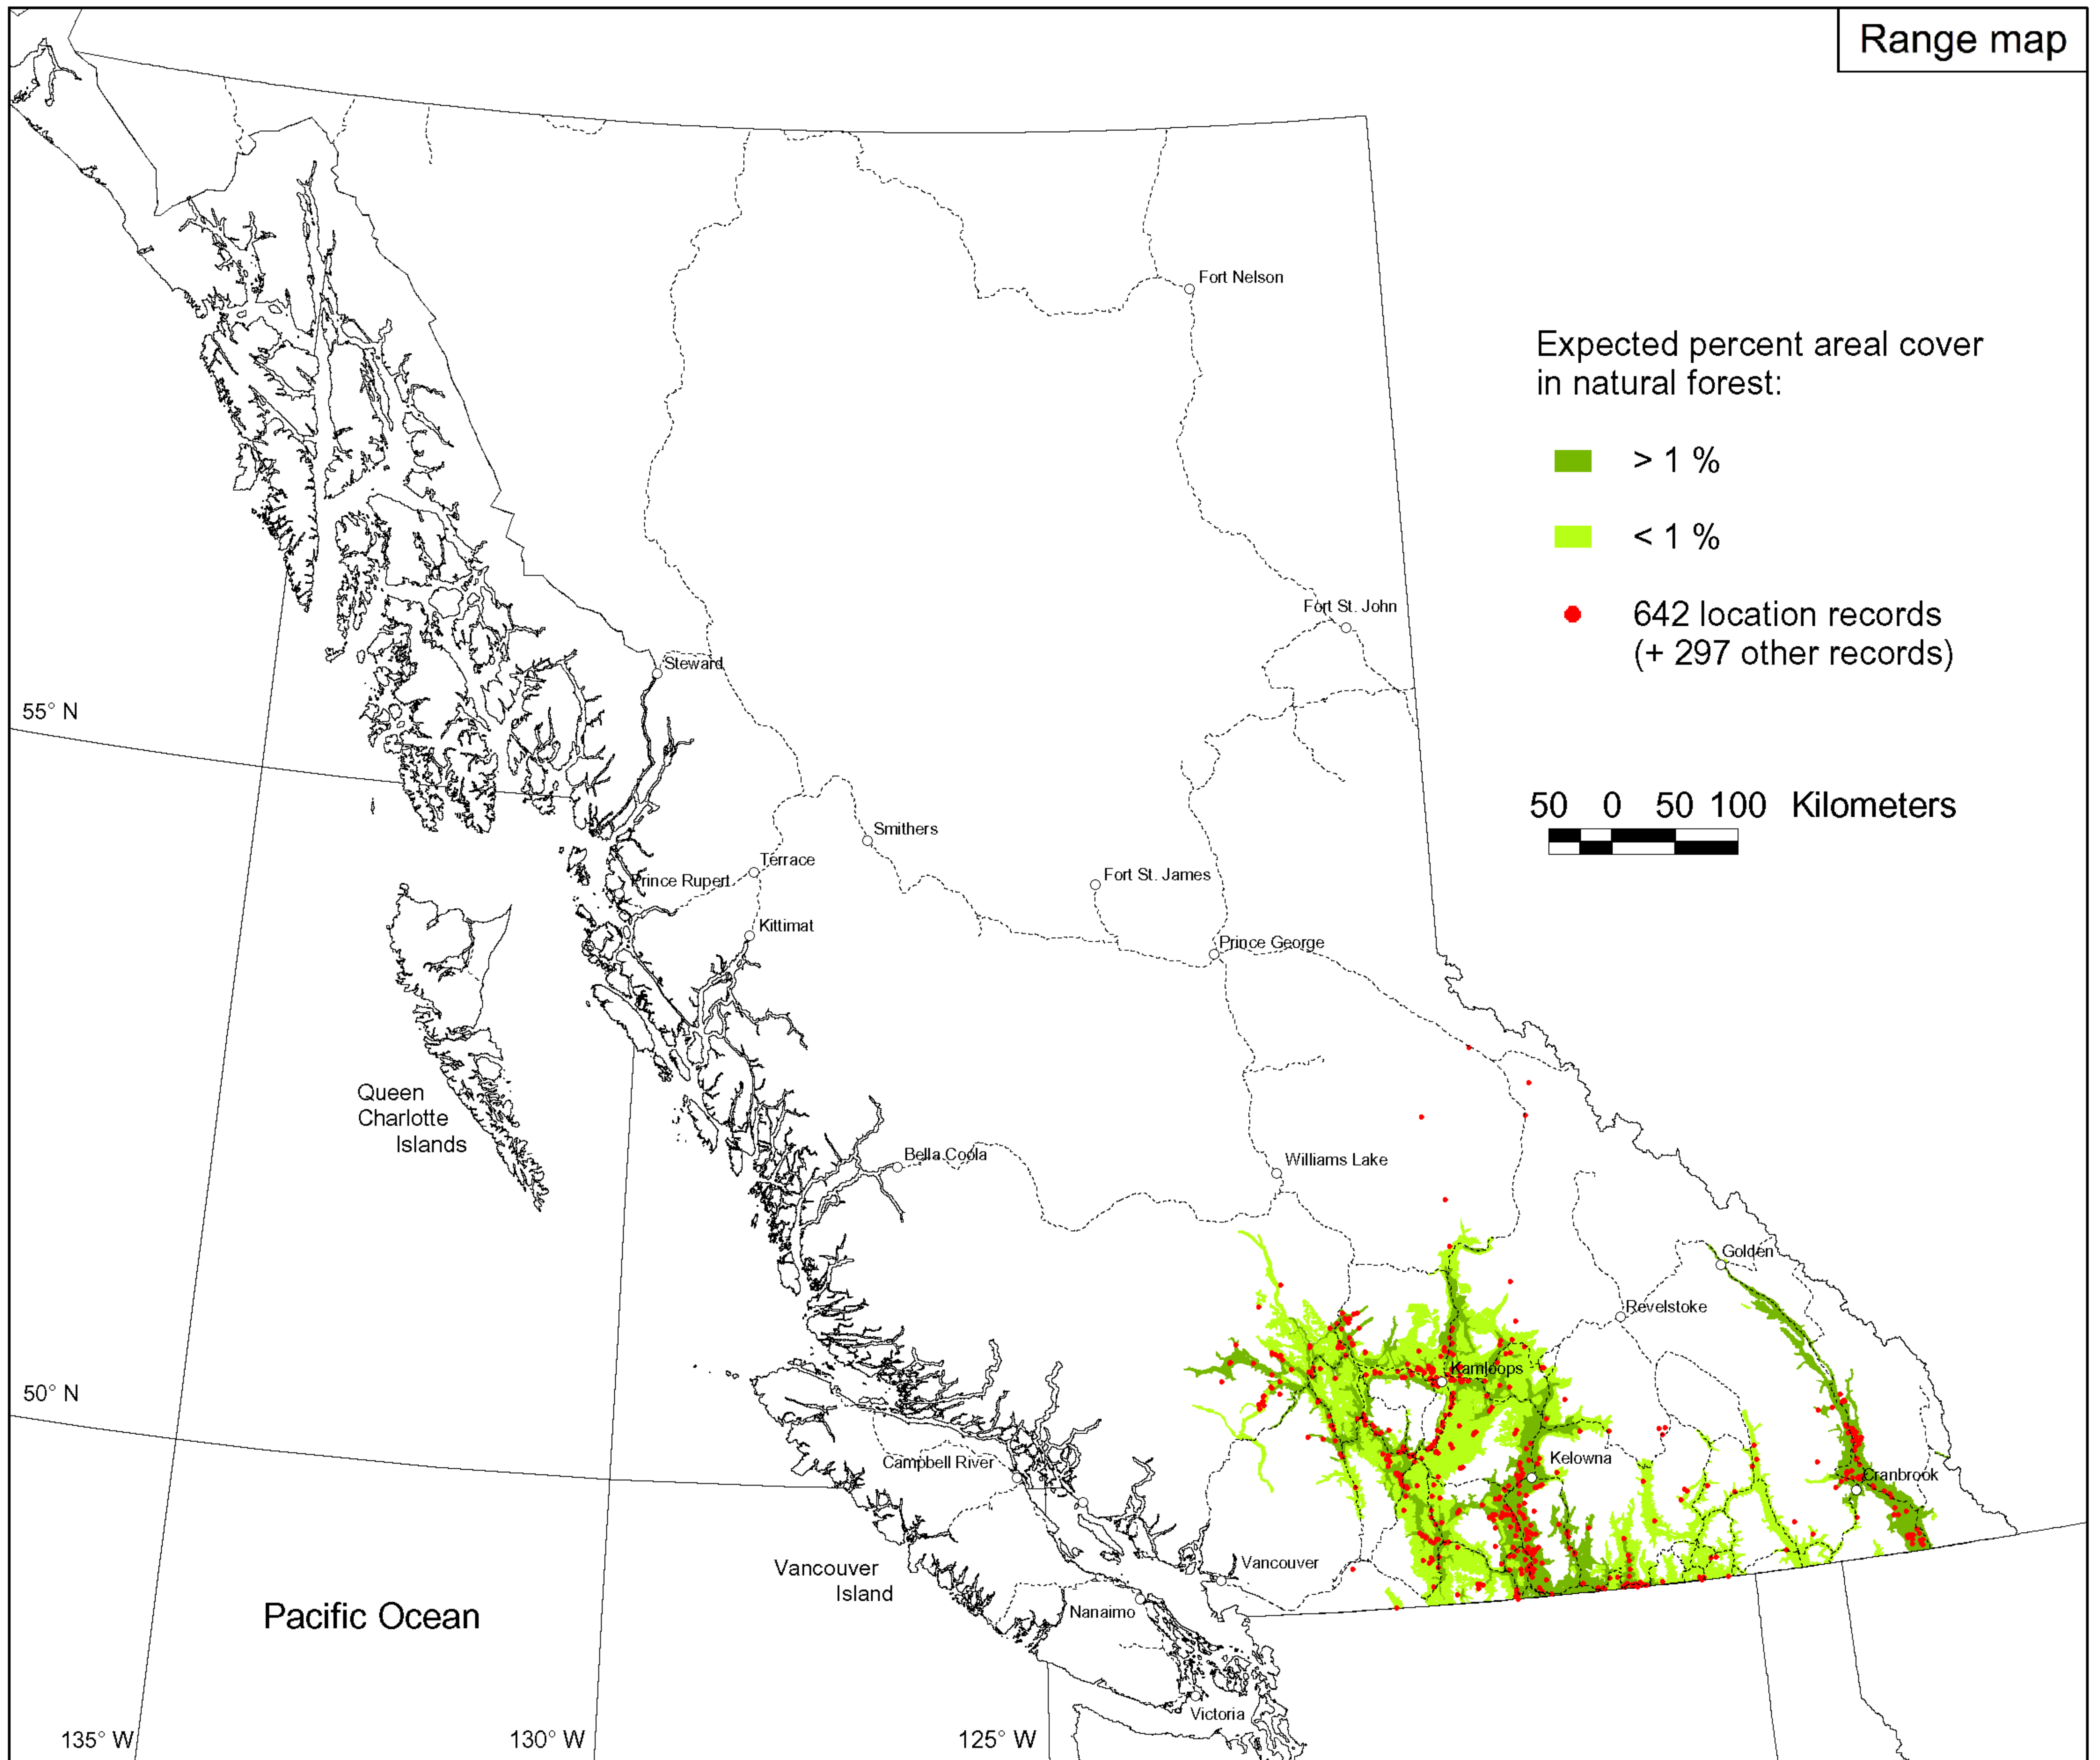 Range map
Fort Nelson
Expected percent areal cover
in natural forest:
> 1 %
< 1 %
Fort St. John
642 location records
(+ 297 other records)
Steward
55° N
50 0 50 100 Kilometers
Smithers
Terrace
Prince Rupert
Fort St. James
Kittimat
Prince George
Queen
Charlotte
Islands
Bella Coola
Williams Lake
Golden
Revelstoke
Kamloops
50° N
Campbell River
Kelowna
Cranbrook
Vancouver
Island
Vancouver
Pacific Ocean
Nanaimo
Victoria
135° W
130° W
125° W